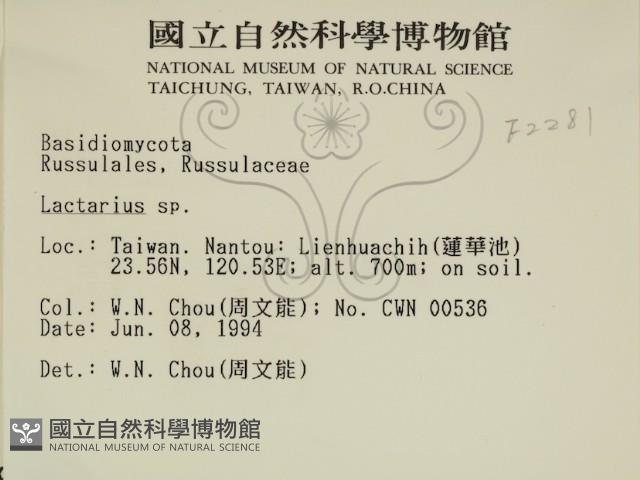 國立自然科學博物館
NATIONAL MUSEUM OF NATURAL SCIENCE
TAICHUNG, TAIWAN, R.O.CHINA
F2281
Basidiomycota
Russulales, Russulaceae
Lactarius sp.
Loc.: Taiwan. Nantou: Lienhuachih(蓮華池)
23.56N, 120.53E; alt. 700m; on soil.
Col.: W.N. Chou(周文能); No. CWN 00536
Date: Jun. 08, 1994
Det.: W.N. Chou(周文能)
國立自然科學博物館
NATIONAL MUSEUM OF NATURAL SCIENCE